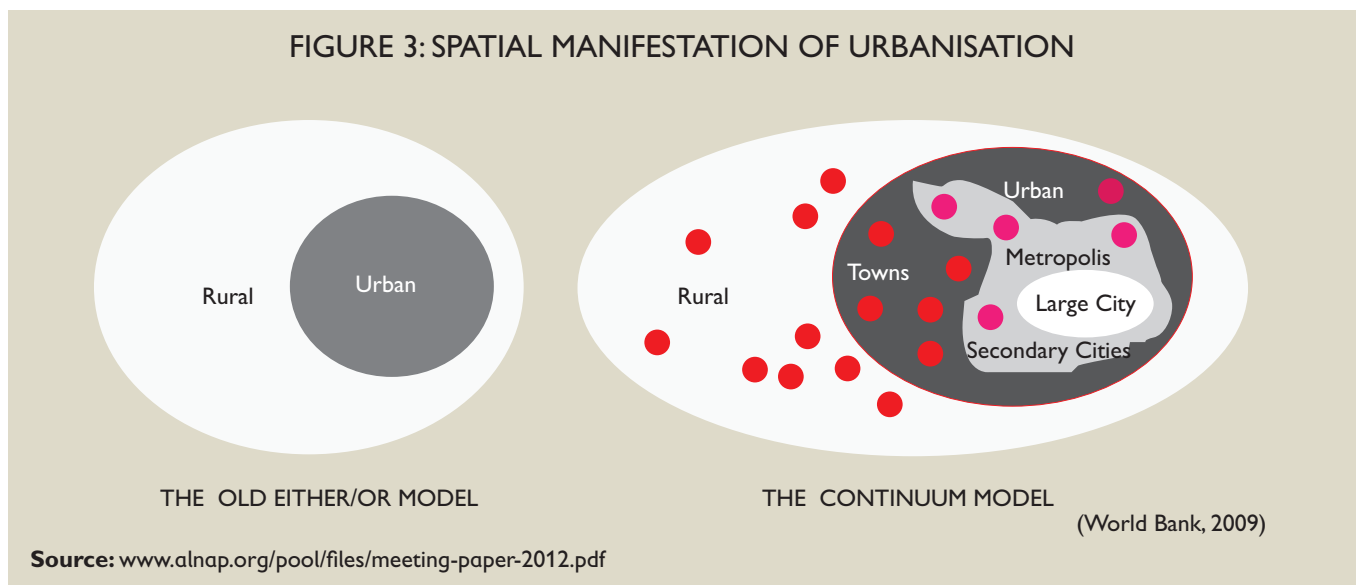 FIGURE 3: SPATIAL MANIFESTATION OF URBANISATION
Rural
Urban
THE OLD EITHER/OR MODEL
Urban
Towns
Metropolis
Rural
Large City
Secondary Cities
THE CONTINUUM MODEL
(World Bank, 2009)
Source: www.alnap.org/pool/files/meeting-paper-2012.pdf